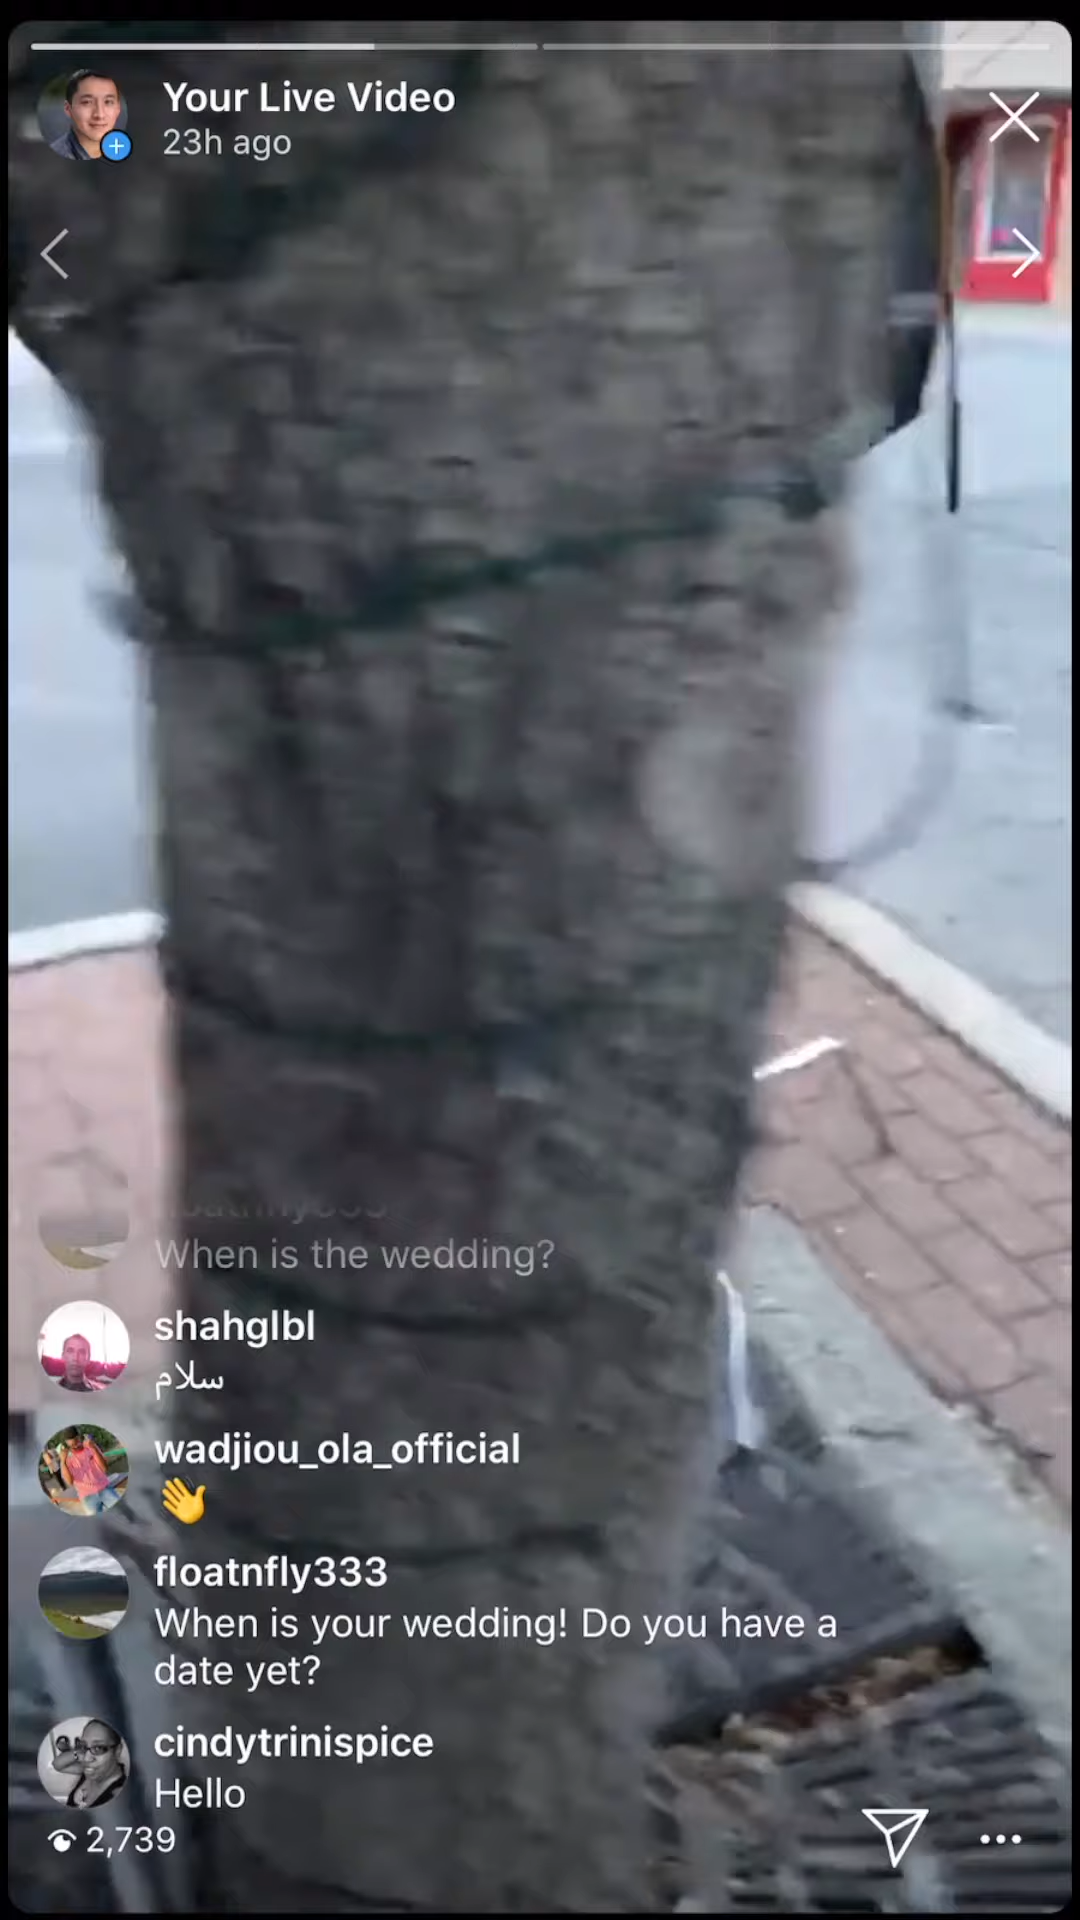 Your Live Video
23h ago
When is the wedding?
shahglbl
سلام
wadjiou_ola_official
👋
floatnfly333
When is your wedding! Do you have a
date yet?
cindytrinispice
Hello
2,739